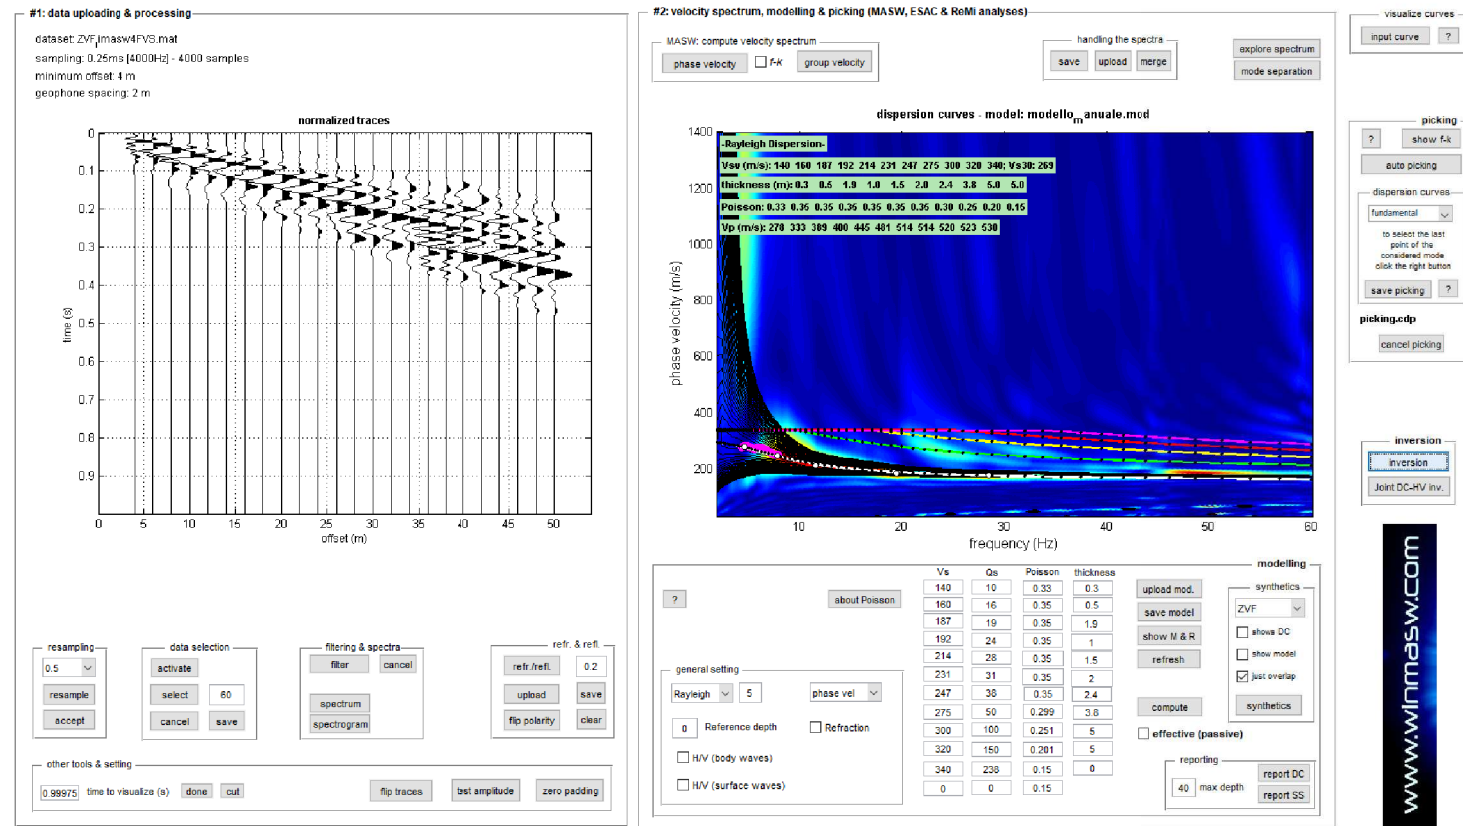 #1: data uploading & processing
dataset: ZVF_imasw4FVS.mat
sampling: 0.25ms [4000Hz] - 4000 samples
minimum offset: 4 m
geophone spacing: 2 m
normalized traces
0
0.1
0.2
0.3
0.4
0.5
0.6
0.7
0.8
0.9
time (s)
0 5 10 15 20 25 30 35 40 45 50
offset (m)
resampling
0.5
resample
accept
data selection
activate
select 60
cancel save
filtering & spectra
filter cancel
spectrum
spectrogram
refr. & refl.
refr./refl. 0.2
upload save
flip polarity clear
other tools & setting
0.99975 time to visualize (s) done cut flip traces test amplitude zero padding
#2: velocity spectrum, modelling & picking (MASW, ESAC & ReMi analyses)
MASW: compute velocity spectrum
phase velocity f-k group velocity
handling the spectra
save upload merge
explore spectrum
mode separation
dispersion curves - model: modello_manuale.mod
-Rayleigh Dispersion-
Vsv (m/s): 140 160 187 192 214 231 247 275 300 320 340; Vs30: 269
thickness (m): 0.3 0.5 1.9 1.0 1.5 2.0 2.4 3.8 5.0 5.0
Poisson: 0.33 0.35 0.35 0.35 0.35 0.35 0.35 0.30 0.25 0.20 0.15
Vp (m/s): 278 333 389 400 445 481 514 514 520 523 530
1400
1200
1000
800
600
400
200
phase velocity (m/s)
10 20 30 40 50 60
frequency (Hz)
modelling
? about Poisson
general setting
Rayleigh 5 phase vel
0 Reference depth Refraction
H/V (body waves)
H/V (surface waves)
Vs Qs Poisson thickness
140 10 0.33 0.3
160 16 0.35 0.5
187 19 0.35 1.9
192 24 0.35 1
214 28 0.35 1.5
231 31 0.35 2
247 38 0.35 2.4
275 50 0.299 3.8
300 100 0.251 5
320 150 0.201 5
340 238 0.15 0
0 0 0.15
upload mod.
save model
show M & R
refresh
compute
effective (passive)
synthetics
ZVF
shows DC
show model
just overlap
synthetics
reporting
40 max depth
report DC
report SS
visualize curves
input curve ?
picking
? show f-k
auto picking
dispersion curves
fundamental
to select the last
point of the
considered mode
click the right button
save picking ?
picking.cdp
cancel picking
inversion
inversion
Joint DC-HV inv.
www.winmasw.com